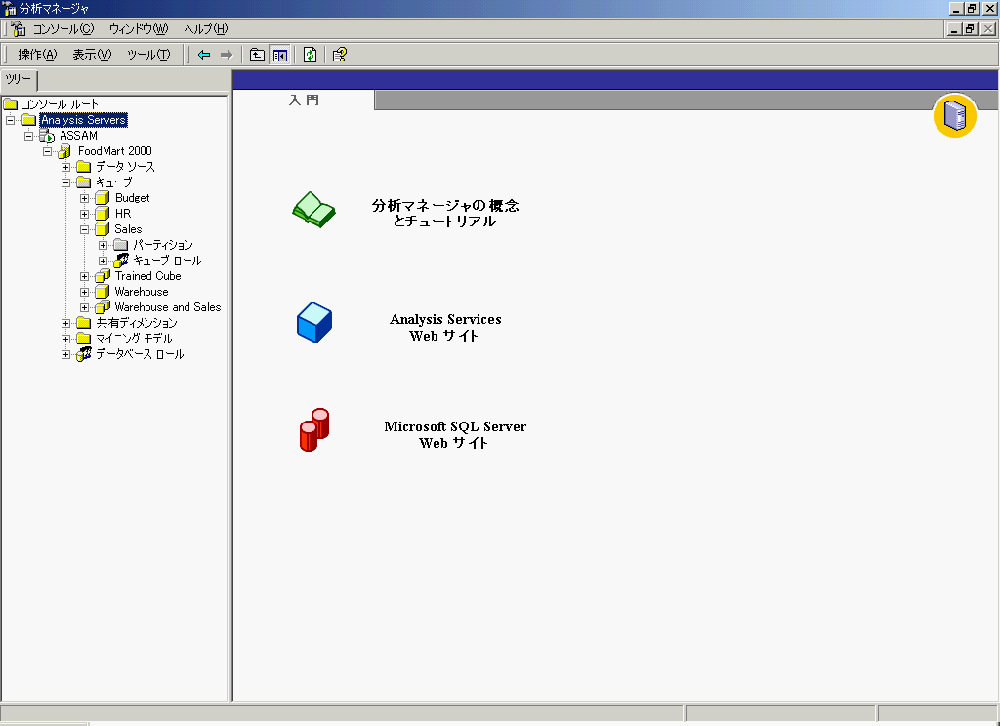 分析マネージャ
コンソール(C) ウィンドウ(W) ヘルプ(H)
操作(A) 表示(V) ツール(T)
ツリー
コンソール ルート
Analysis Servers
ASSAM
FoodMart 2000
データ ソース
キューブ
Budget
HR
Sales
パーティション
キューブ ロール
Trained Cube
Warehouse
Warehouse and Sales
共有ディメンション
マイニング モデル
データベース ロール
入門
分析マネージャの概念
とチュートリアル
Analysis Services
Web サイト
Microsoft SQL Server
Web サイト